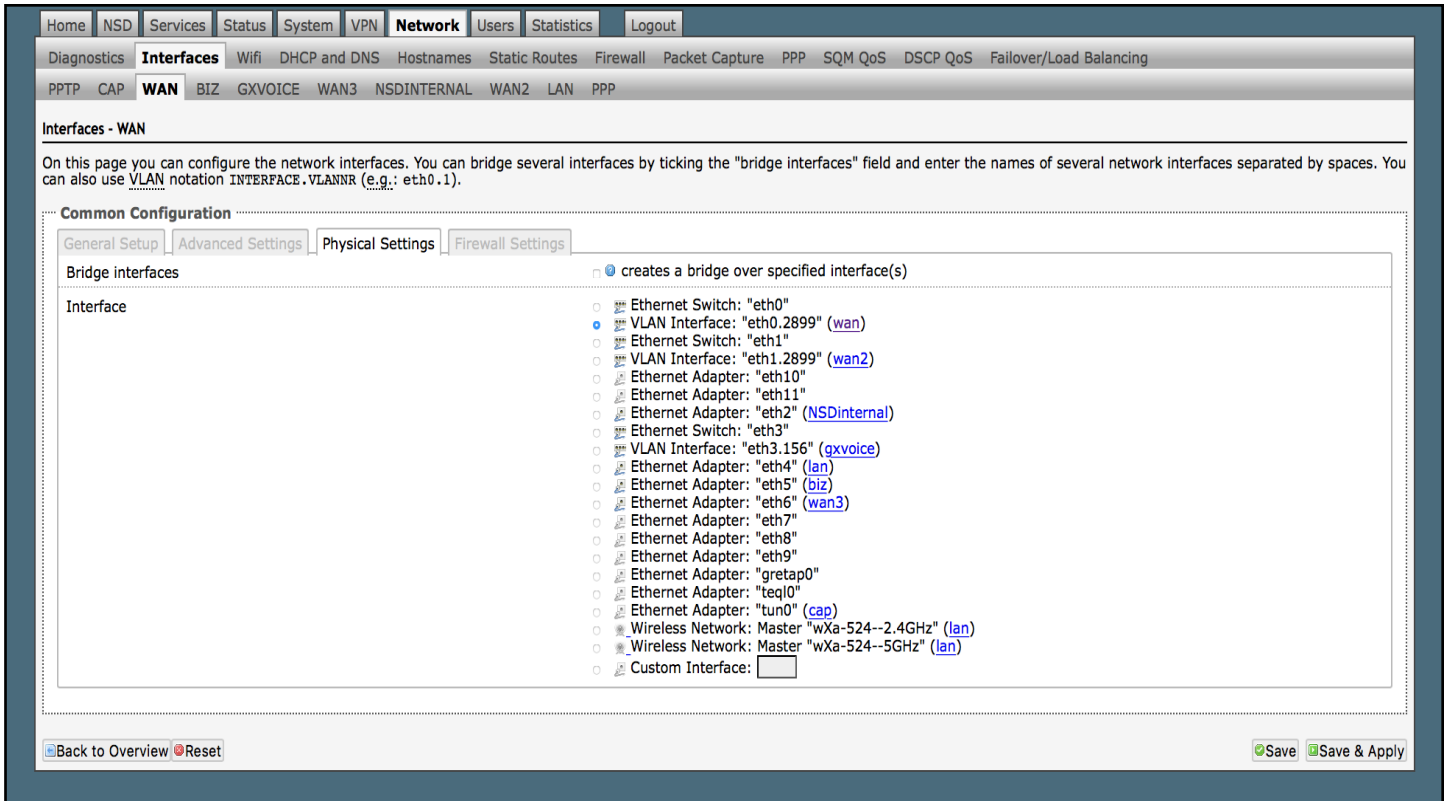 Home NSD Services Status System VPN Network Users Statistics Logout
Diagnostics Interfaces Wifi DHCP and DNS Hostnames Static Routes Firewall Packet Capture PPP SQM QoS DSCP QoS Failover/Load Balancing
PPTP CAP WAN BIZ GXVOICE WAN3 NSDINTERNAL WAN2 LAN PPP
Interfaces - WAN
On this page you can configure the network interfaces. You can bridge several interfaces by ticking the "bridge interfaces" field and enter the names of several network interfaces separated by spaces. You
can also use VLAN notation INTERFACE.VLANNR (e.g.: eth0.1).
Common Configuration
General Setup Advanced Settings Physical Settings Firewall Settings
Bridge interfaces creates a bridge over specified interface(s)
Interface Ethernet Switch: "eth0"
VLAN Interface: "eth0.2899" (wan)
Ethernet Switch: "eth1"
VLAN Interface: "eth1.2899" (wan2)
Ethernet Adapter: "eth10"
Ethernet Adapter: "eth11"
Ethernet Adapter: "eth2" (NSDinternal)
Ethernet Switch: "eth3"
VLAN Interface: "eth3.156" (gxvoice)
Ethernet Adapter: "eth4" (lan)
Ethernet Adapter: "eth5" (biz)
Ethernet Adapter: "eth6" (wan3)
Ethernet Adapter: "eth7"
Ethernet Adapter: "eth8"
Ethernet Adapter: "eth9"
Ethernet Adapter: "gretap0"
Ethernet Adapter: "teql0"
Ethernet Adapter: "tun0" (cap)
Wireless Network: Master "wXa-524--2.4GHz" (lan)
Wireless Network: Master "wXa-524--5GHz" (lan)
Custom Interface:
Back to Overview Reset Save Save & Apply